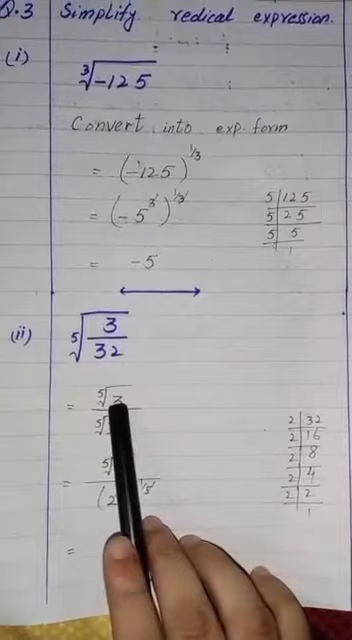 Q.3 Simplify redical expression.
(i) ∛-125
Convert into exp. form
= (-125)^1/3
= (-5^3)^1/3
5 | 125
5 | 25
5 | 5
1
= -5
(ii) ⁵√3/32
= ⁵√3
⁵√
2 | 32
2 | 16
2 | 8
2 | 4
2 | 2
1
= ⁵√
(2 1/5
=